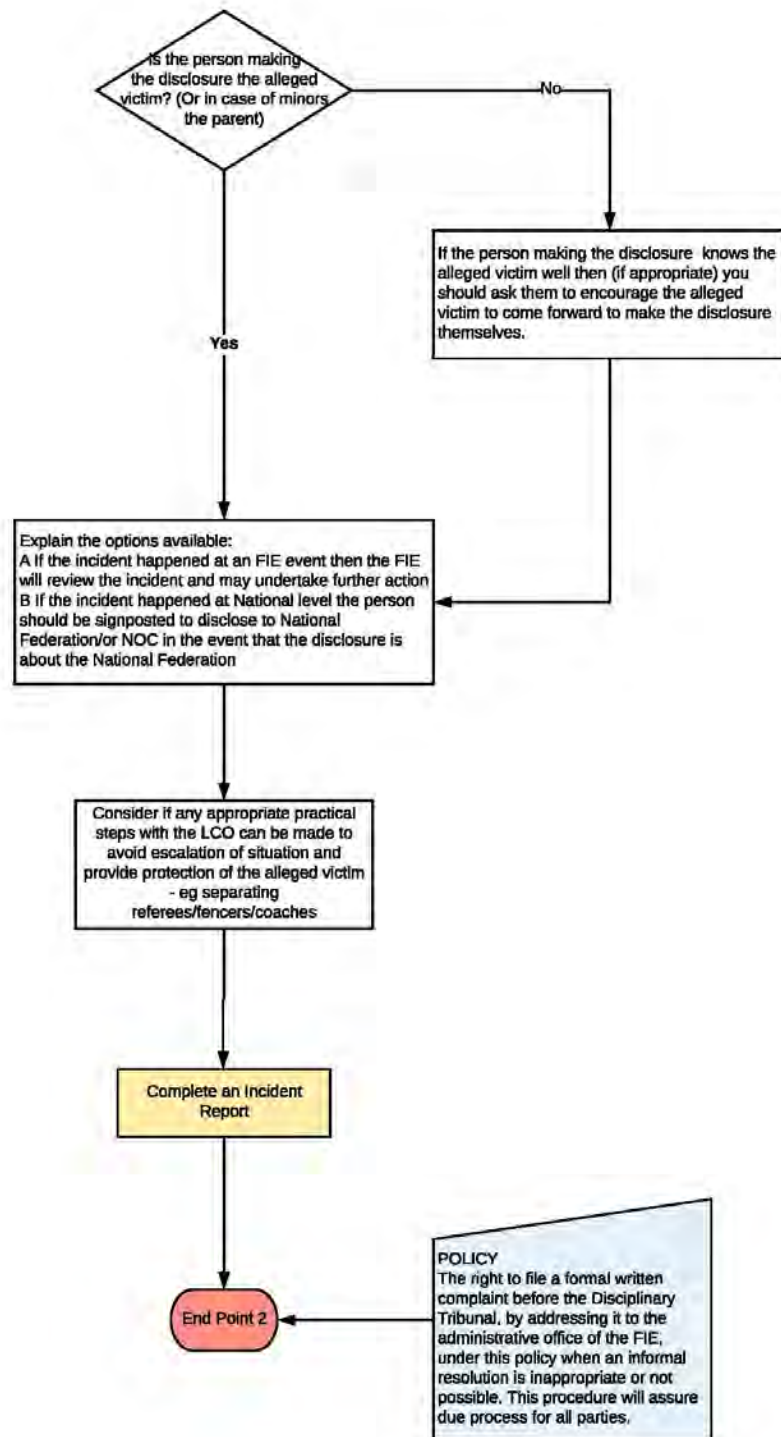 Is the person making
the disclosure the alleged
victim? (Or in case of minors
the parent)
No
If the person making the disclosure knows the
alleged victim well then (if appropriate) you
should ask them to encourage the alleged
victim to come forward to make the disclosure
themselves.
Yes
Explain the options available:
A If the incident happened at an FIE event then the FIE
will review the incident and may undertake further action
B If the incident happened at National level the person
should be signposted to disclose to National
Federation/or NOC in the event that the disclosure is
about the National Federation
Consider if any appropriate practical
steps with the LCO can be made to
avoid escalation of situation and
provide protection of the alleged victim
- eg separating
referees/fencers/coaches
Complete an Incident
Report
End Point 2
POLICY
The right to file a formal written
complaint before the Disciplinary
Tribunal, by addressing it to the
administrative office of the FIE,
under this policy when an informal
resolution is inappropriate or not
possible. This procedure will assure
due process for all parties.